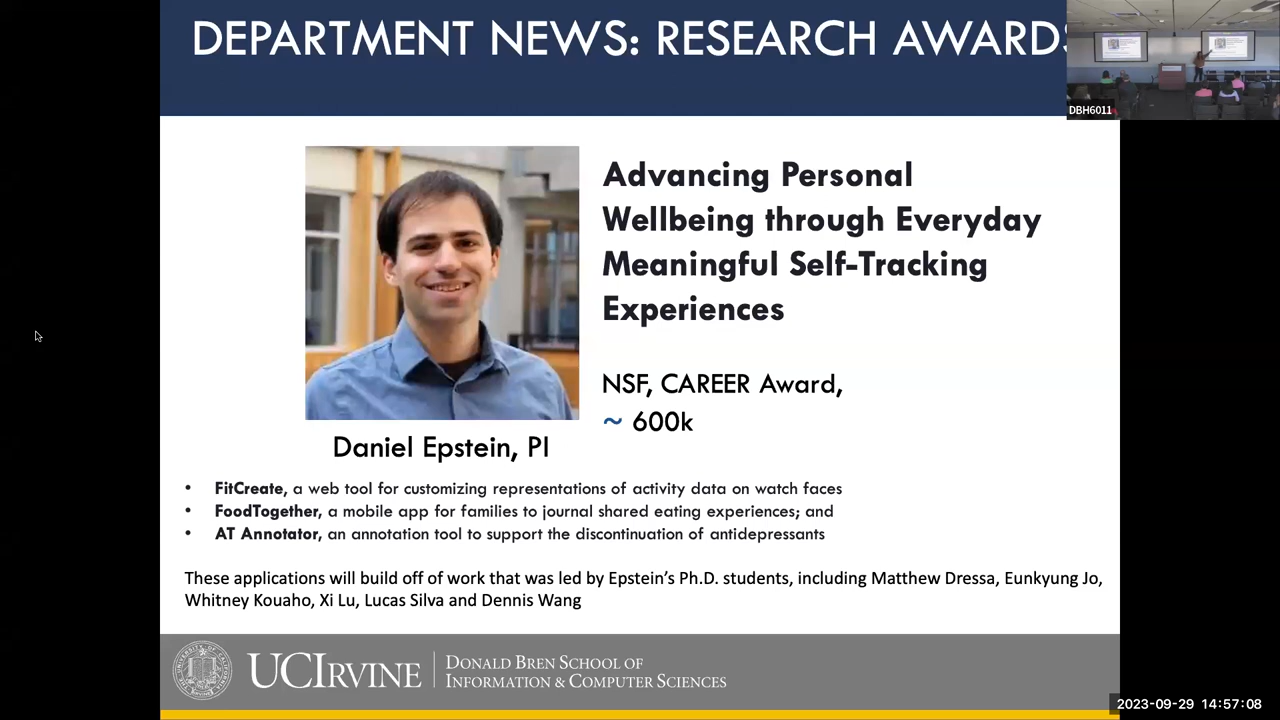 DEPARTMENT NEWS: RESEARCH AWARDS
DBH6011
Advancing Personal
Wellbeing through Everyday
Meaningful Self-Tracking
Experiences
NSF, CAREER Award,
~ 600k
Daniel Epstein, PI
• FitCreate, a web tool for customizing representations of activity data on watch faces
• FoodTogether, a mobile app for families to journal shared eating experiences; and
• AT Annotator, an annotation tool to support the discontinuation of antidepressants
These applications will build off of work that was led by Epstein's Ph.D. students, including Matthew Dressa, Eunkyung Jo,
Whitney Kouaho, Xi Lu, Lucas Silva and Dennis Wang
UCIRVINE
DONALD BREN SCHOOL OF
INFORMATION & COMPUTER SCIENCES
2023-09-29 14:57:08